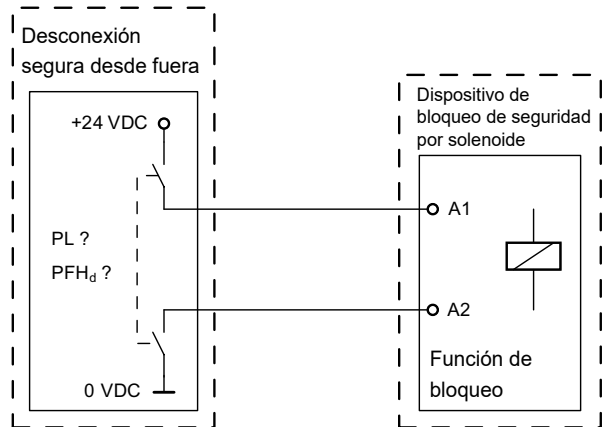 Desconexión
segura desde fuera
+24 VDC
PL ?
PFHd ?
0 VDC
Dispositivo de
bloqueo de seguridad
por solenoide
A1
A2
Función de
bloqueo